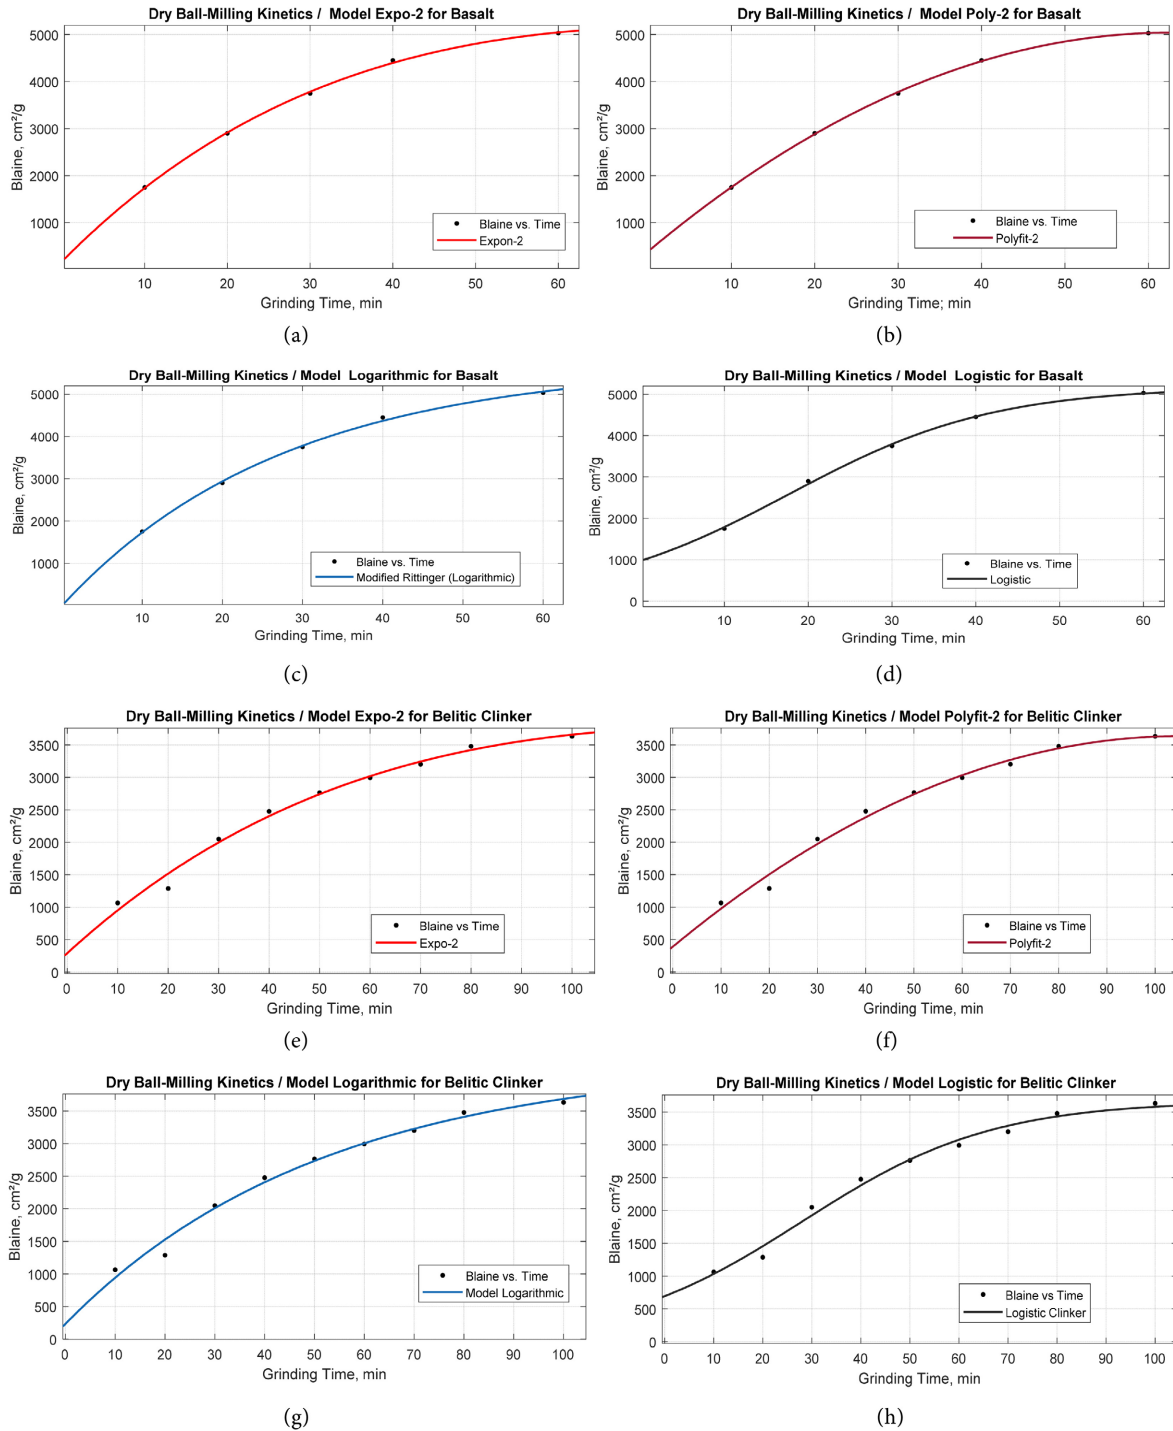 Dry Ball-Milling Kinetics / Model Expo-2 for Basalt
Blaine, cm²/g
5000
4000
3000
2000
1000
Blaine vs. Time
Expon-2
10 20 30 40 50 60
Grinding Time, min
(a)
Dry Ball-Milling Kinetics / Model Poly-2 for Basalt
Blaine, cm²/g
5000
4000
3000
2000
1000
Blaine vs. Time
Polyfit-2
10 20 30 40 50 60
Grinding Time; min
(b)
Dry Ball-Milling Kinetics / Model Logarithmic for Basalt
Blaine, cm²/g
5000
4000
3000
2000
1000
Blaine vs. Time
Modified Rittinger (Logarithmic)
10 20 30 40 50 60
Grinding Time, min
(c)
Dry Ball-Milling Kinetics / Model Logistic for Basalt
Blaine, cm²/g
5000
4000
3000
2000
1000
0
Blaine vs. Time
Logistic
10 20 30 40 50 60
Grinding Time, min
(d)
Dry Ball-Milling Kinetics / Model Expo-2 for Belitic Clinker
Blaine, cm²/g
3500
3000
2500
2000
1500
1000
500
0
Blaine vs Time
Expo-2
0 10 20 30 40 50 60 70 80 90 100
Grinding Time, min
(e)
Dry Ball-Milling Kinetics / Model Polyfit-2 for Belitic Clinker
Blaine, cm²/g
3500
3000
2500
2000
1500
1000
500
0
Blaine vs Time
Polyfit-2
0 10 20 30 40 50 60 70 80 90 100
Grinding Time, min
(f)
Dry Ball-Milling Kinetics / Model Logarithmic for Belitic Clinker
Blaine, cm²/g
3500
3000
2500
2000
1500
1000
500
0
Blaine vs. Time
Model Logarithmic
0 10 20 30 40 50 60 70 80 90 100
Grinding Time, min
(g)
Dry Ball-Milling Kinetics / Model Logistic for Belitic Clinker
Blaine, cm²/g
3500
3000
2500
2000
1500
1000
500
0
Blaine vs Time
Logistic Clinker
0 10 20 30 40 50 60 70 80 90 100
Grinding Time, min
(h)